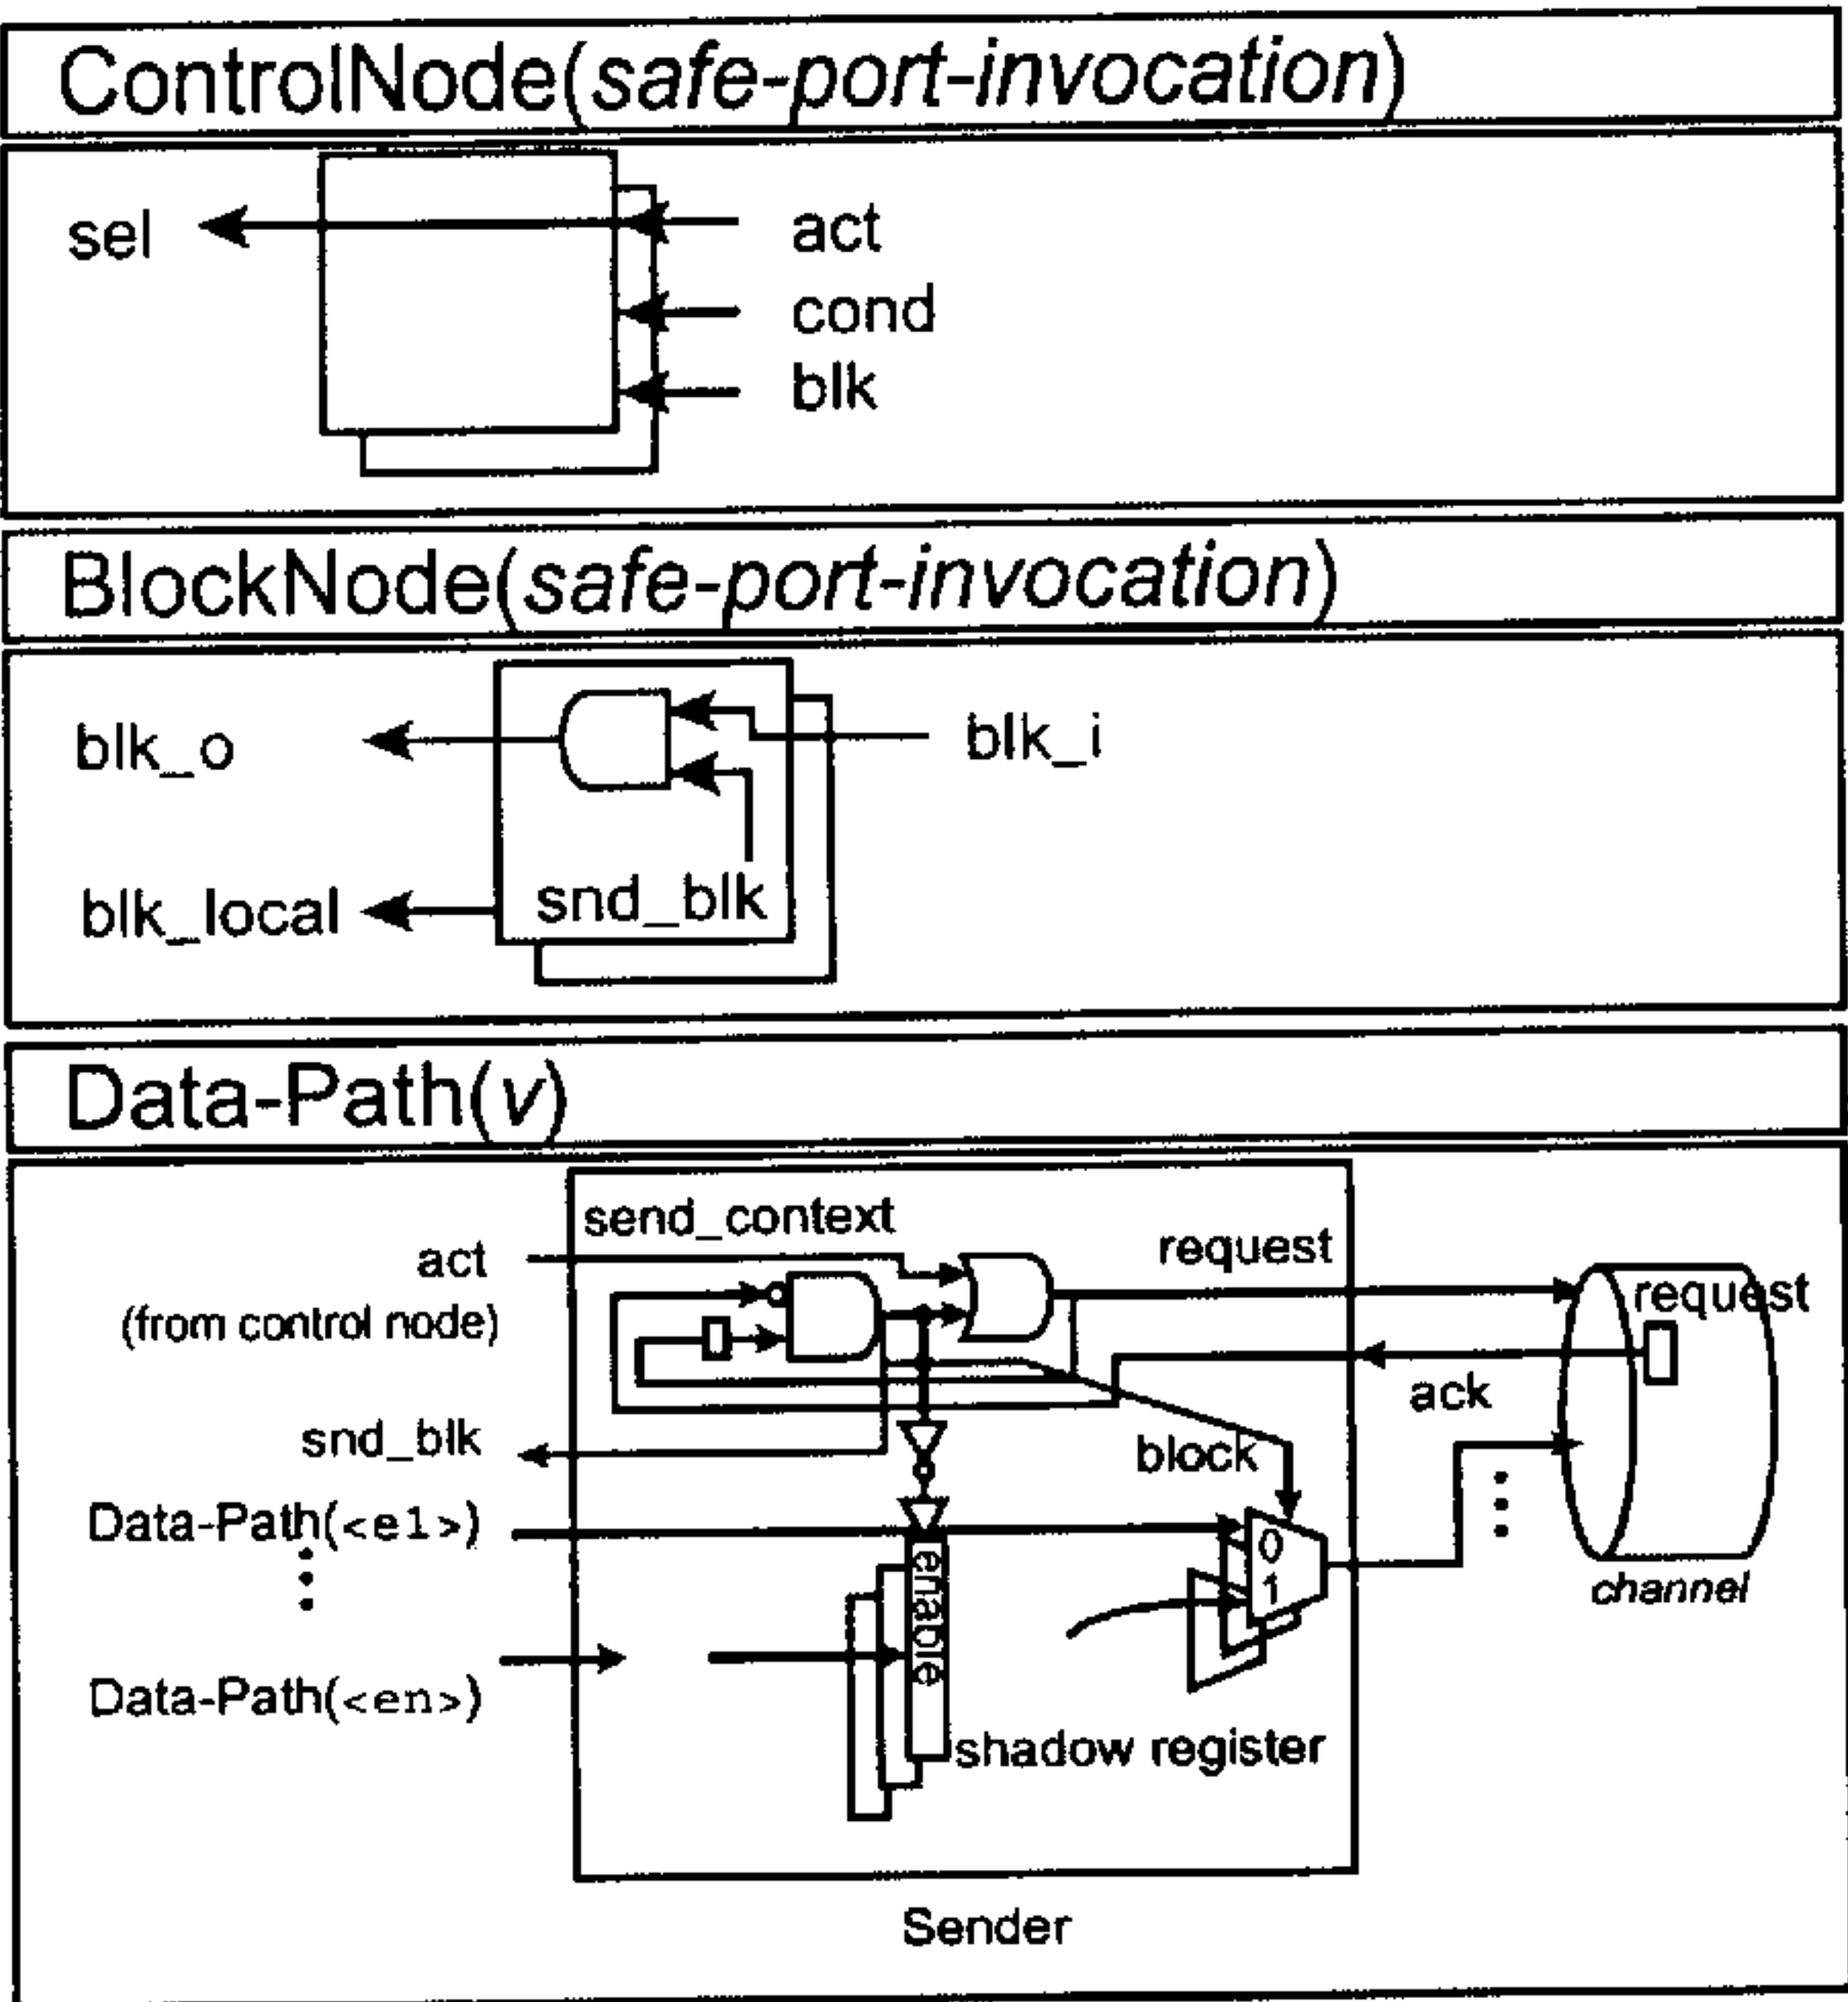 ControlNode(safe-port-invocation)
sel
act
cond
blk
BlockNode(safe-port-invocation)
blk_o
blk_i
blk_local
snd_blk
Data-Path(v)
send_context
act
(from control node)
request
request
ack
snd_blk
block
Data-Path(<e1>)
0
1
enable
channel
Data-Path(<en>)
shadow register
Sender